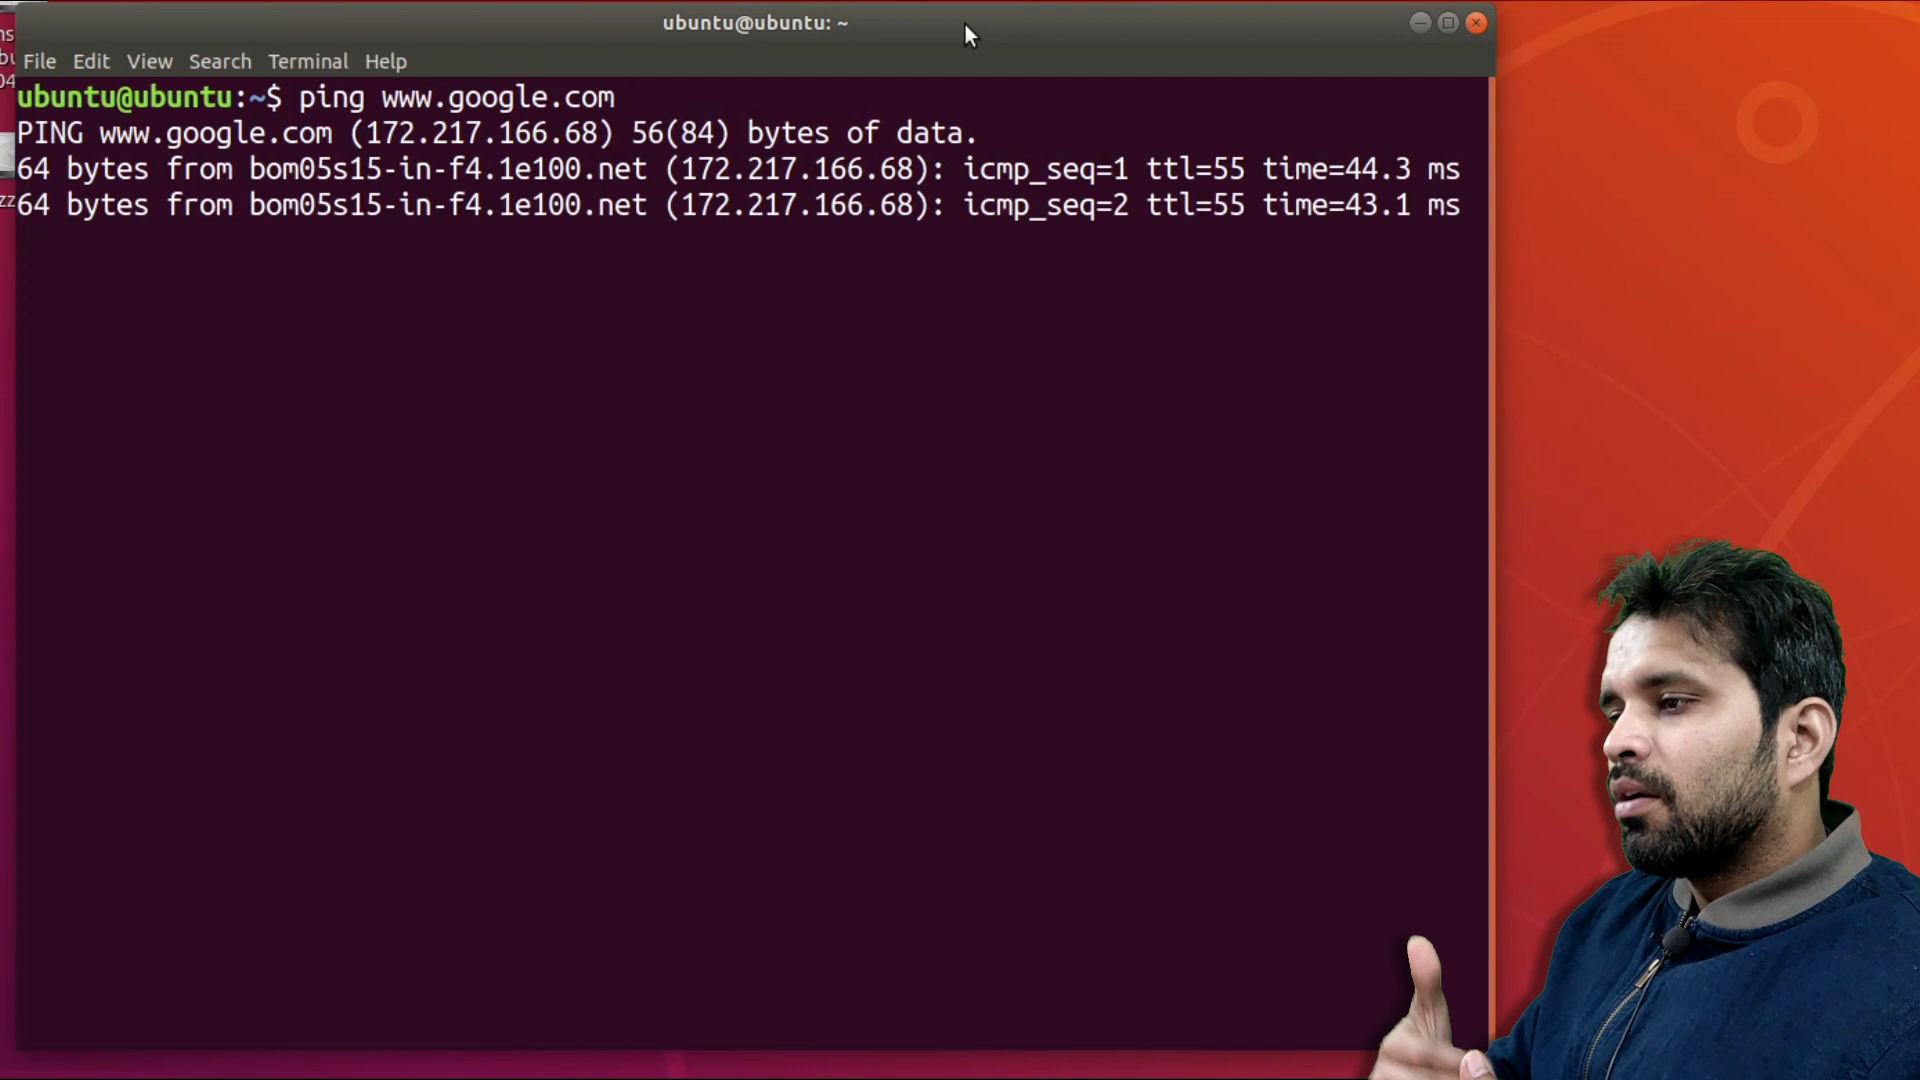 ubuntu@ubuntu: ~
File Edit View Search Terminal Help
ubuntu@ubuntu:~$ ping www.google.com
PING www.google.com (172.217.166.68) 56(84) bytes of data.
64 bytes from bom05s15-in-f4.1e100.net (172.217.166.68): icmp_seq=1 ttl=55 time=44.3 ms
64 bytes from bom05s15-in-f4.1e100.net (172.217.166.68): icmp_seq=2 ttl=55 time=43.1 ms